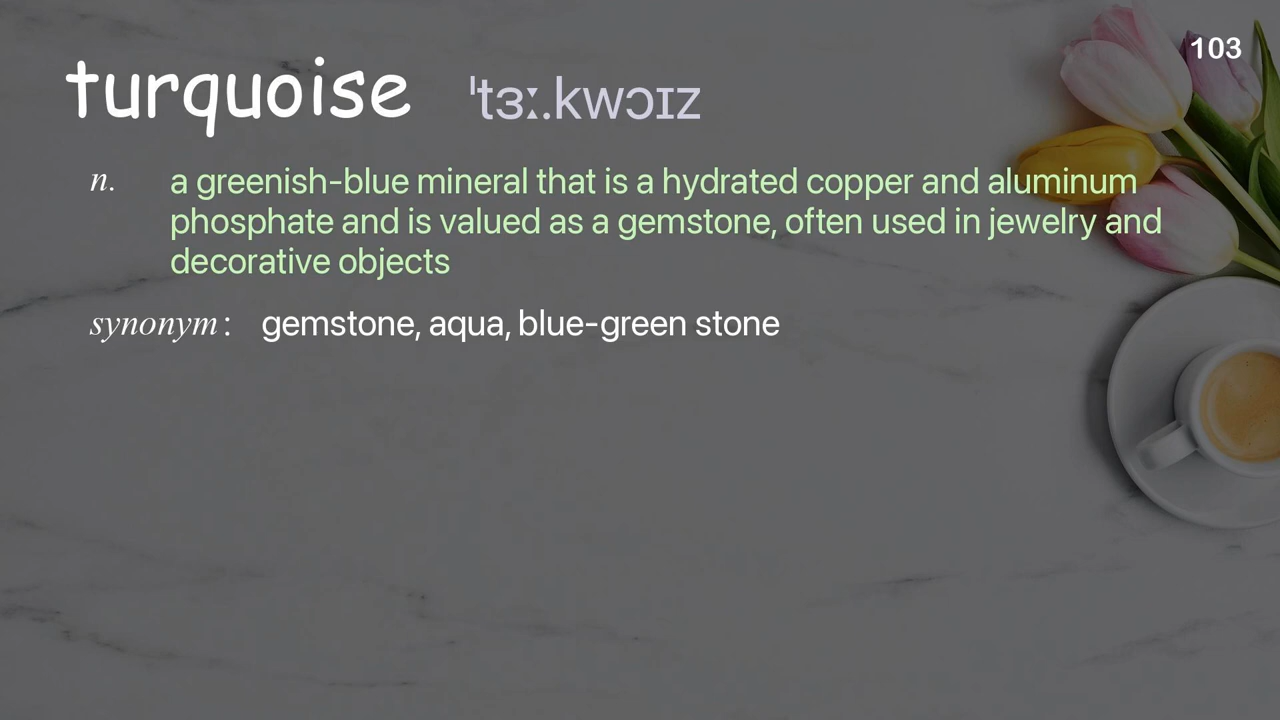 103
turquoise ˈtɜː.kwɔɪz
n. a greenish-blue mineral that is a hydrated copper and aluminum
phosphate and is valued as a gemstone, often used in jewelry and
decorative objects
synonym: gemstone, aqua, blue-green stone